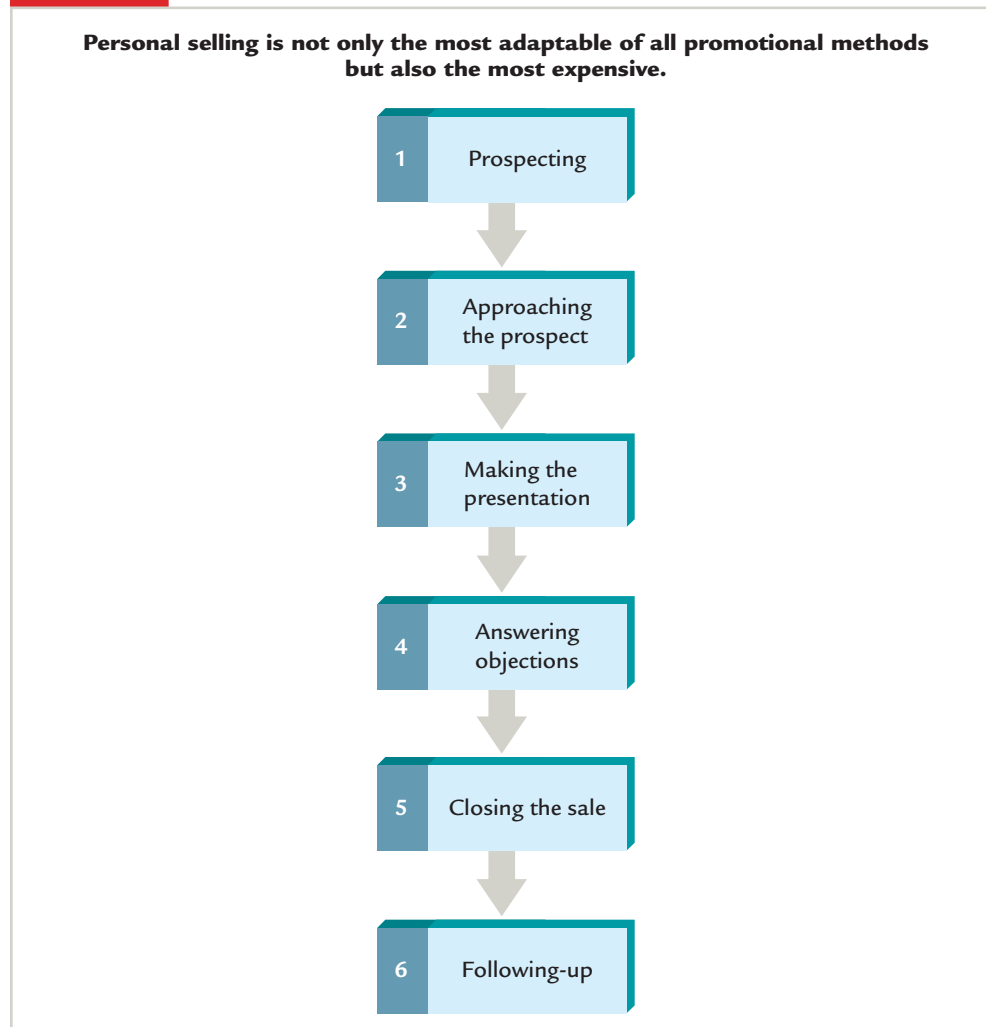 Personal selling is not only the most adaptable of all promotional methods
but also the most expensive.
1
Prospecting
2
Approaching
the prospect
3
Making the
presentation
4
Answering
objections
5
Closing the sale
6
Following-up